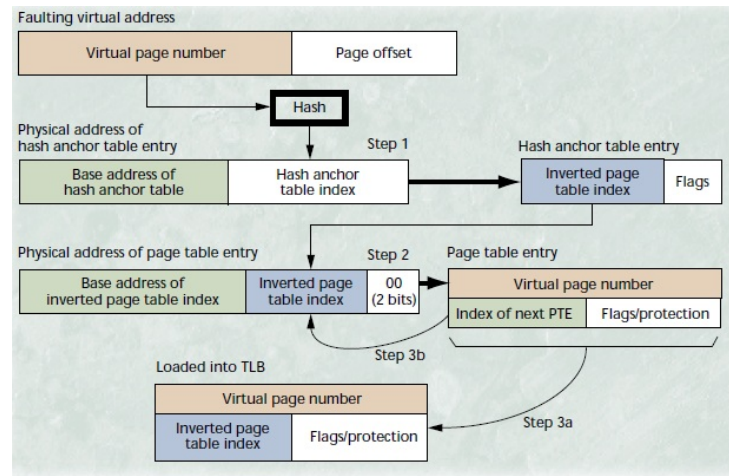 Faulting virtual address
Virtual page number
Page offset
Hash
Physical address of
hash anchor table entry
Step 1
Hash anchor table entry
Base address of
hash anchor table
Hash anchor
table index
Inverted page
table index
Flags
Physical address of page table entry
Step 2
Page table entry
Base address of
inverted page table index
Inverted page
table index
00
(2 bits)
Virtual page number
Index of next PTE
Flags/protection
Step 3b
Loaded into TLB
Virtual page number
Inverted page
table index
Flags/protection
Step 3a